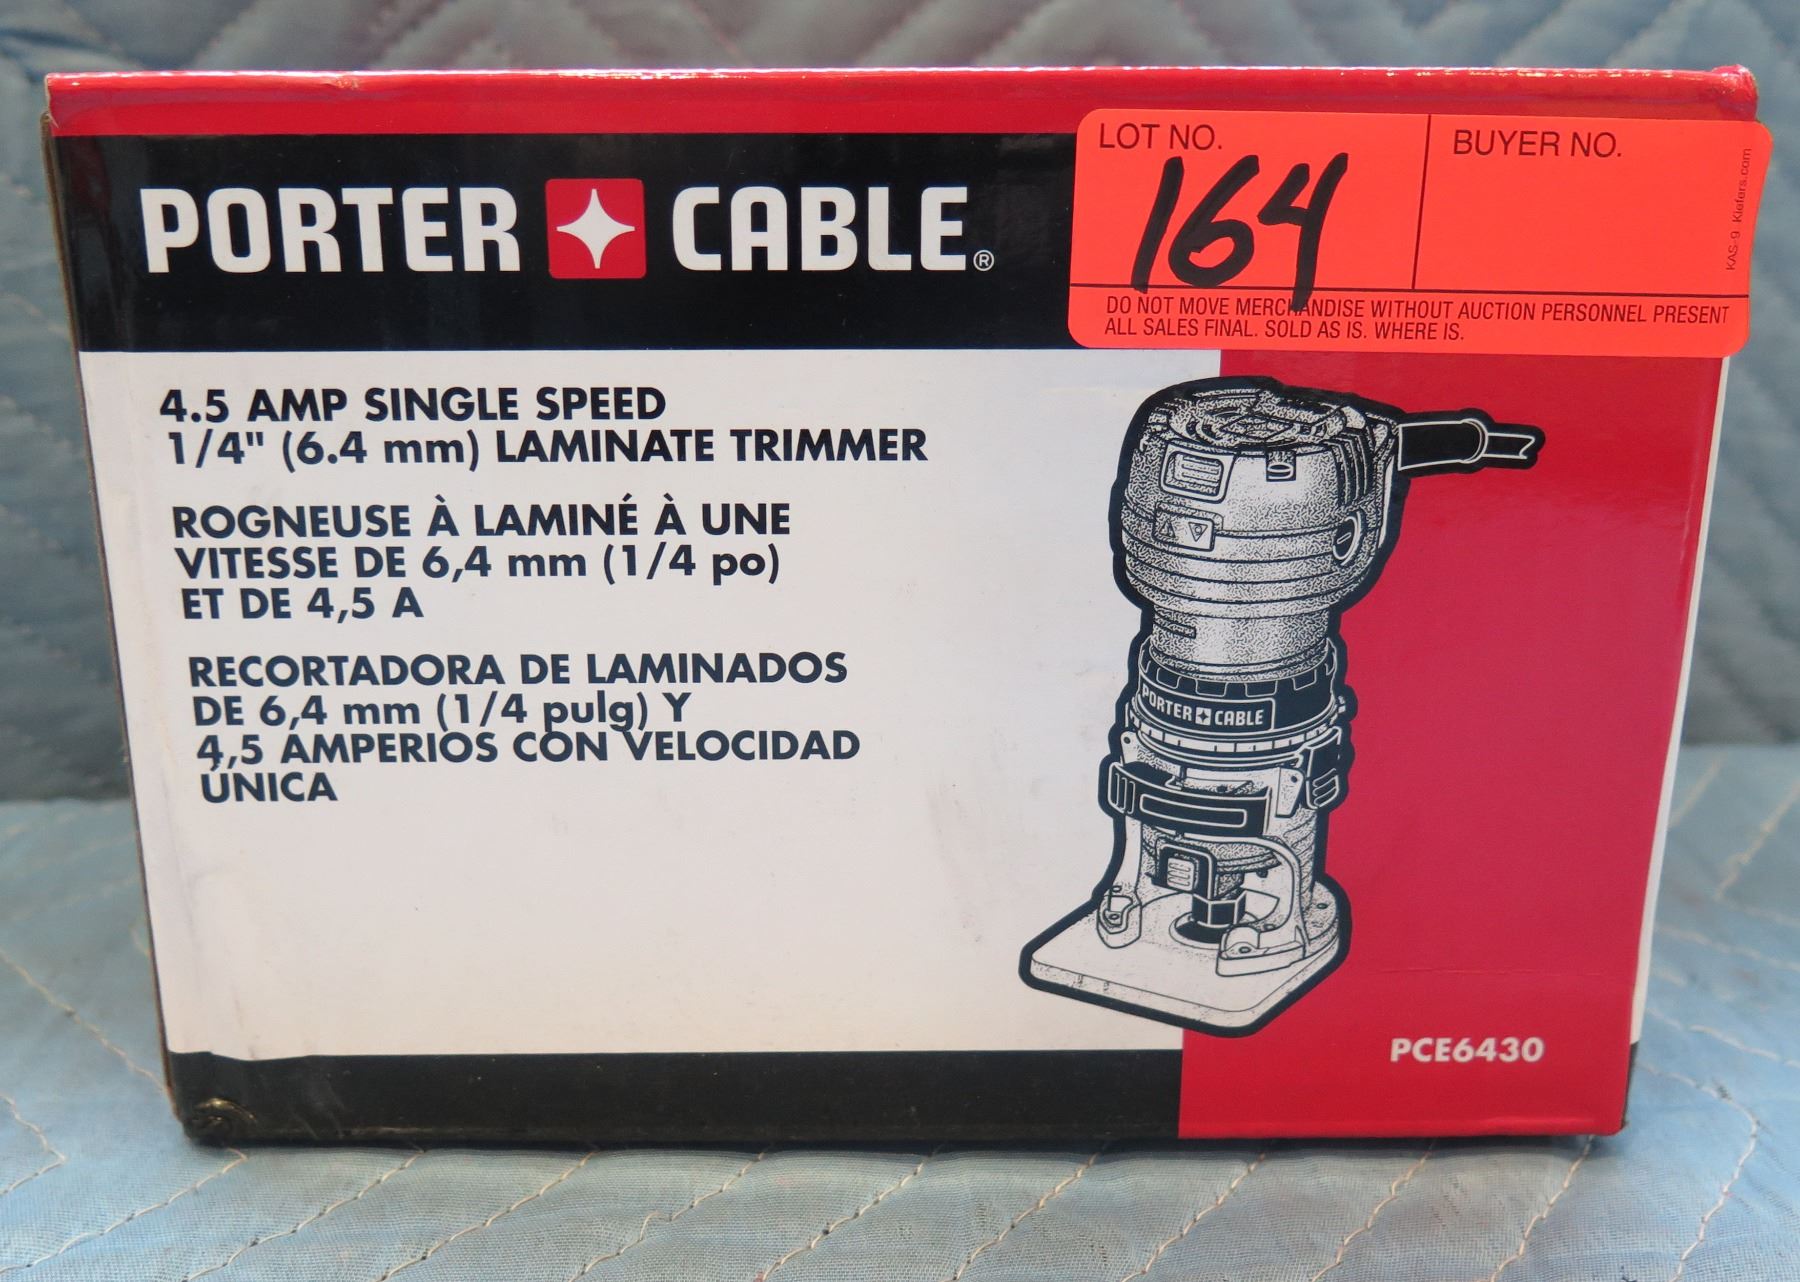 PORTER CABLE®
LOT NO.
164
BUYER NO.
KAS-9 Kiefers.com
DO NOT MOVE MERCHANDISE WITHOUT AUCTION PERSONNEL PRESENT
ALL SALES FINAL. SOLD AS IS. WHERE IS.
4.5 AMP SINGLE SPEED
1/4" (6.4 mm) LAMINATE TRIMMER
ROGNEUSE À LAMINÉ À UNE
VITESSE DE 6,4 mm (1/4 po)
ET DE 4,5 A
RECORTADORA DE LAMINADOS
DE 6,4 mm (1/4 pulg) Y
4,5 AMPERIOS CON VELOCIDAD
ÚNICA
PORTER CABLE
PCE6430